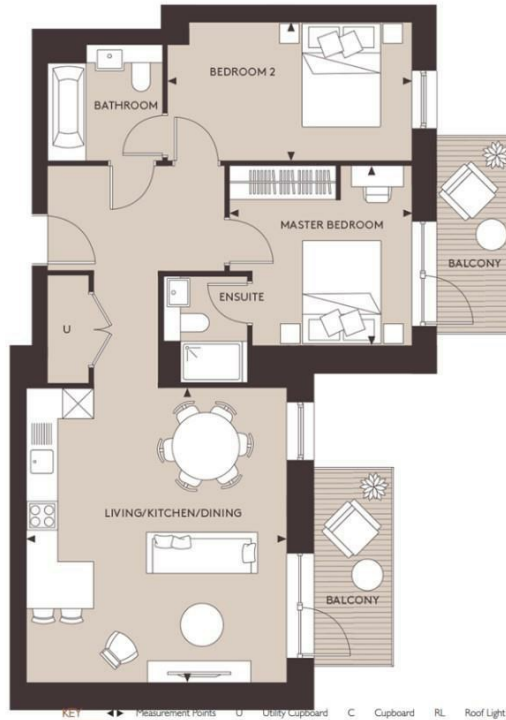 BEDROOM 2
BATHROOM
MASTER BEDROOM
BALCONY
ENSUITE
U
LIVING/KITCHEN/DINING
BALCONY
KEY Measurement Points U Utility Cupboard C Cupboard RL Roof Light